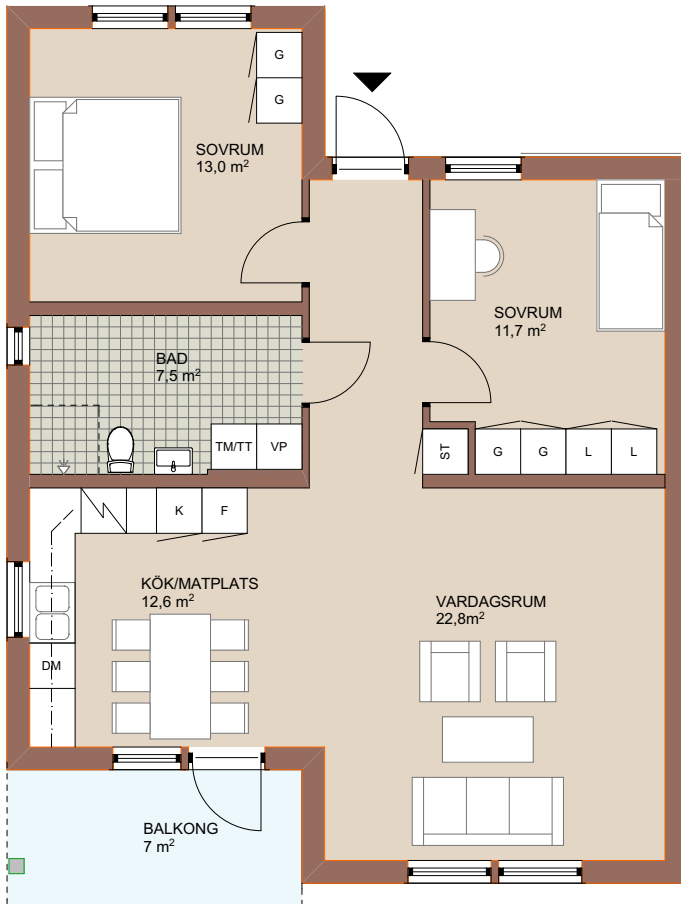 G
G
SOVRUM
13,0 m²
SOVRUM
11,7 m²
BAD
7,5 m²
TM/TT
VP
ST
G
G
L
L
K
F
KÖK/MATPLATS
12,6 m²
VARDAGSRUM
22,8m²
DM
BALKONG
7 m²